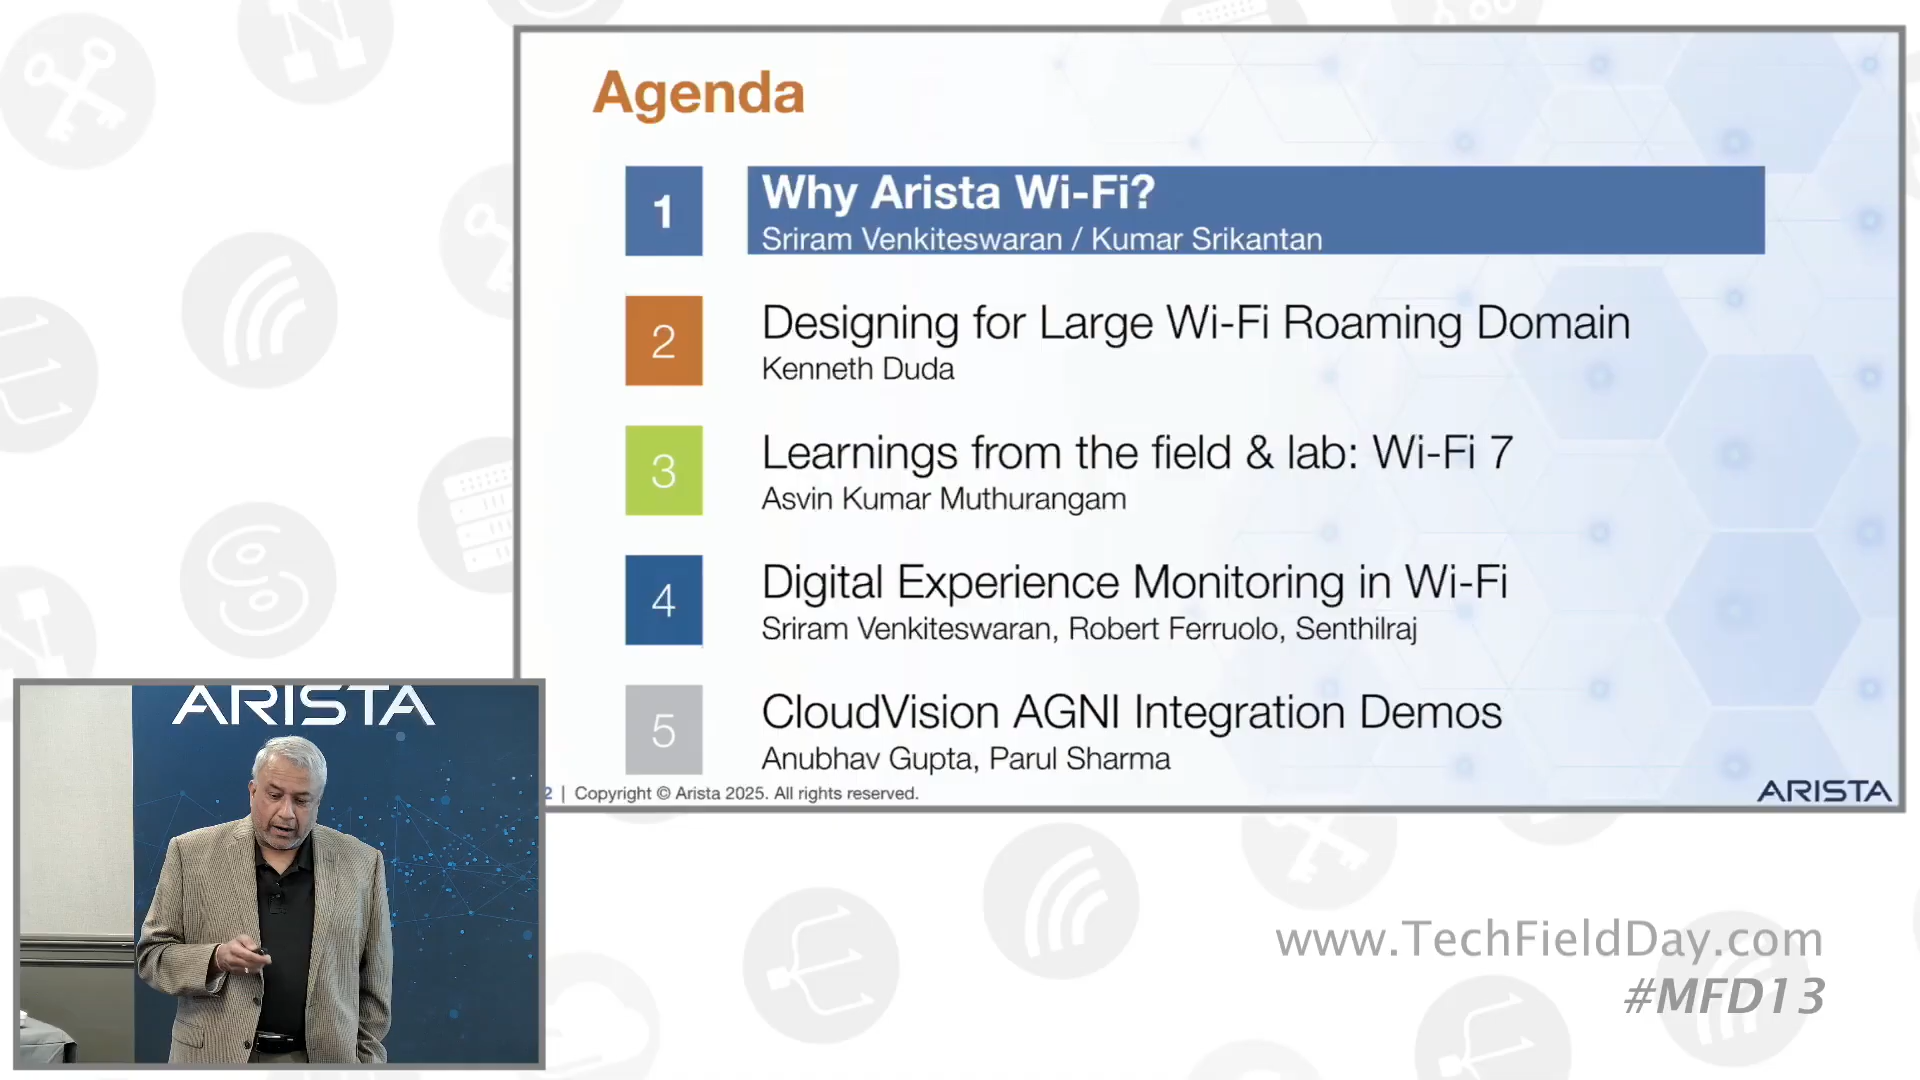 Agenda
1
Why Arista Wi-Fi?
Sriram Venkiteswaran / Kumar Srikantan
2
Designing for Large Wi-Fi Roaming Domain
Kenneth Duda
3
Learnings from the field & lab: Wi-Fi 7
Asvin Kumar Muthurangam
4
Digital Experience Monitoring in Wi-Fi
Sriram Venkiteswaran, Robert Ferruolo, Senthilraj
5
CloudVision AGNI Integration Demos
Anubhav Gupta, Parul Sharma
2 | Copyright © Arista 2025. All rights reserved.
ARISTA
ARISTA
www.TechFieldDay.com
#MFD13